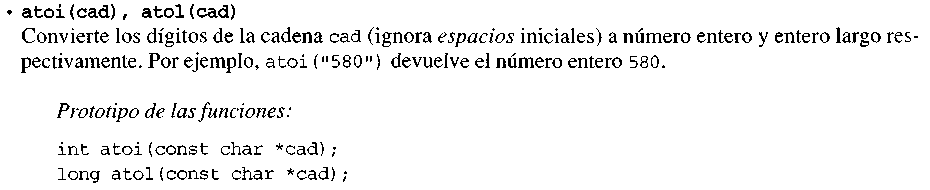 • atoi(cad), atol(cad)
Convierte los dígitos de la cadena cad (ignora espacios iniciales) a número entero y entero largo res-
pectivamente. Por ejemplo, atoi("580") devuelve el número entero 580.
Prototipo de las funciones:
int atoi(const char *cad);
long atol(const char *cad);